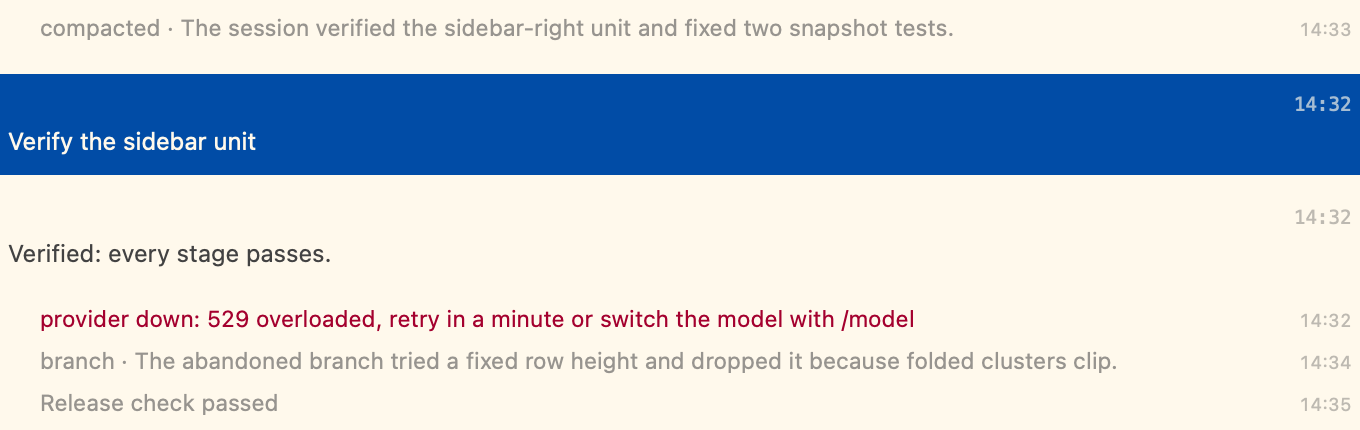 compacted · The session verified the sidebar-right unit and fixed two snapshot tests. 14:33
14:32
Verify the sidebar unit
14:32
Verified: every stage passes.
provider down: 529 overloaded, retry in a minute or switch the model with /model 14:32
branch · The abandoned branch tried a fixed row height and dropped it because folded clusters clip. 14:34
Release check passed 14:35